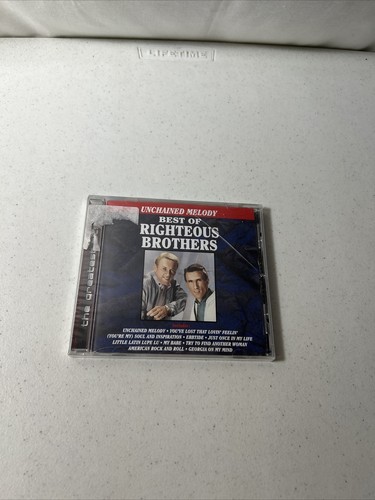 LIFETIME
UNCHAINED MELODY
BEST OF
RIGHTEOUS
BROTHERS
UNCHAINED MELODY • YOU'VE LOST THAT LOVIN' FEELIN'
(YOU'RE MY) SOUL AND INSPIRATION • EBBTIDE • JUST ONCE IN MY LIFE
LITTLE LATIN LUPE LU • MY BABE • TRY TO FIND ANOTHER WOMAN
AMERICAN ROCK AND ROLL • GEORGIA ON MY MIND